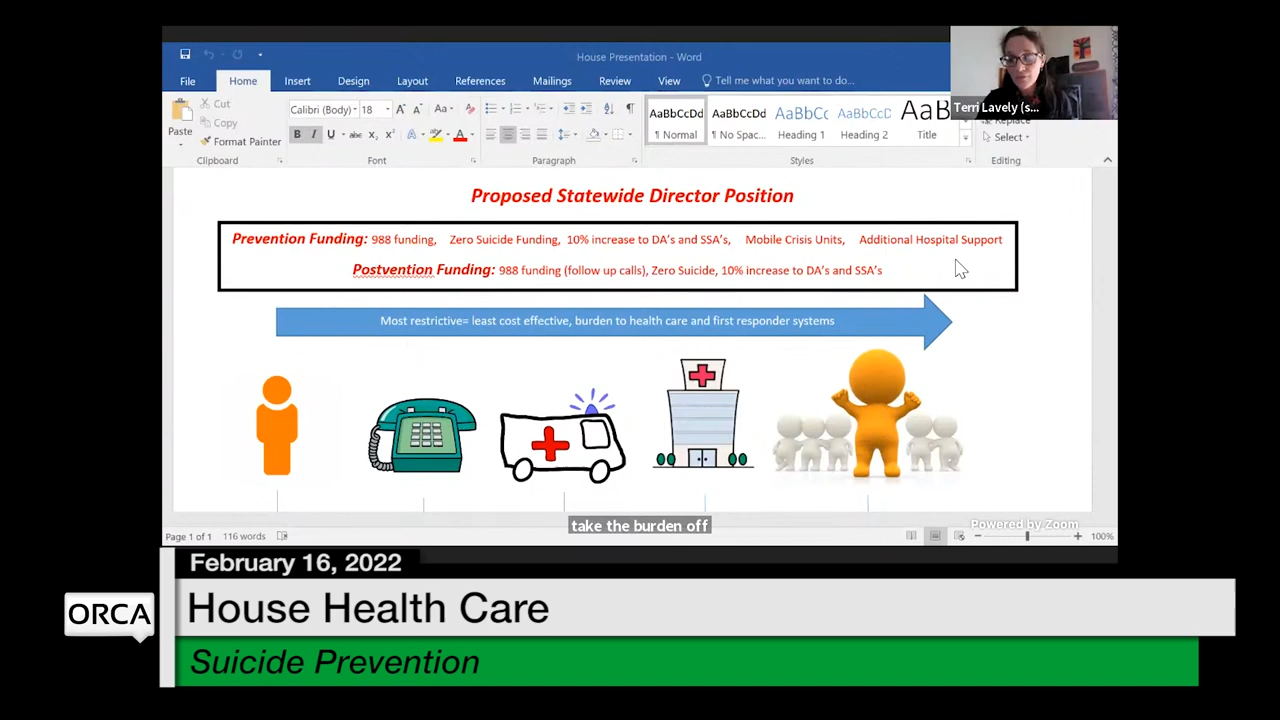 House Presentation - Word
File Home Insert Design Layout References Mailings Review View Tell me what you want to do...
Terri Lavely (s...
Paste
Cut
Copy
Format Painter
Clipboard
Calibri (Body) 18
B I U abc X₂ X²
Font
Paragraph
AaBbCcDd AaBbCcDd AaBbCc AaBbCcD AaB
¶ Normal ¶ No Spac... Heading 1 Heading 2 Title
Styles
Replace
Select
Editing
Proposed Statewide Director Position
Prevention Funding: 988 funding, Zero Suicide Funding, 10% increase to DA's and SSA's, Mobile Crisis Units, Additional Hospital Support
Postvention Funding: 988 funding (follow up calls), Zero Suicide, 10% increase to DA's and SSA's
Most restrictive= least cost effective, burden to health care and first responder systems
take the burden off
Powered by Zoom
Page 1 of 1 116 words 100%
February 16, 2022
ORCA
House Health Care
Suicide Prevention